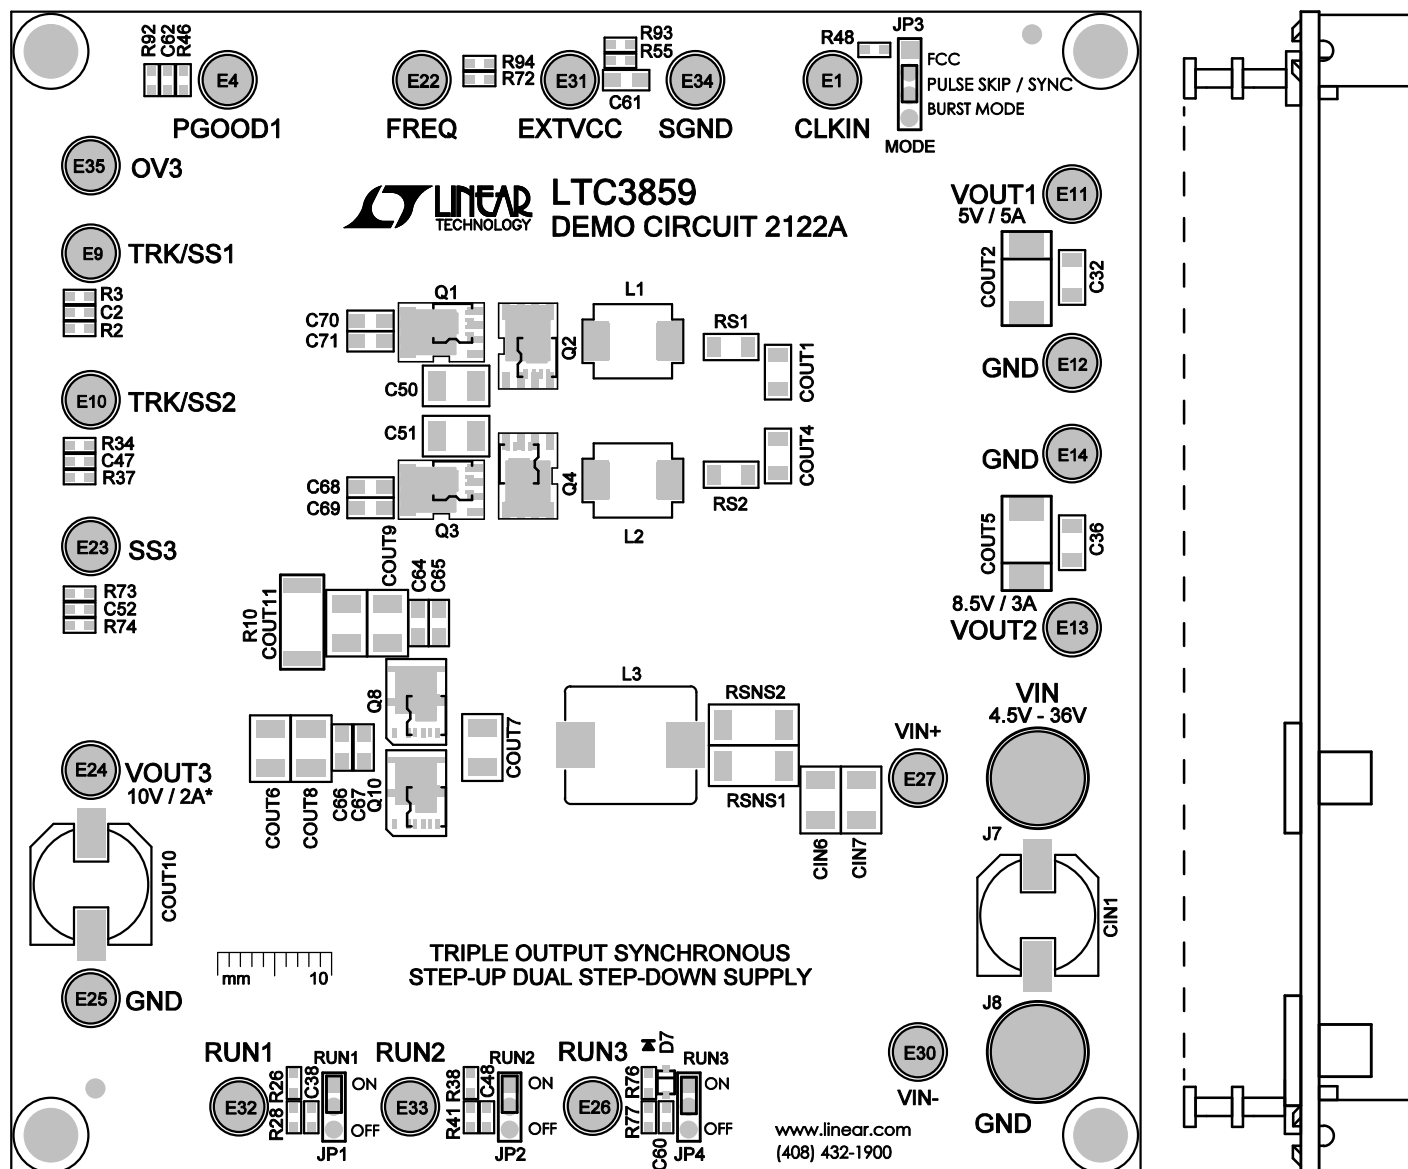 R92
C62
R46
E4
PGOOD1
E22
FREQ
R94
R72
E31
EXTVCC
R93
R55
C61
E34
SGND
R48
E1
CLKIN
JP3
FCC
PULSE SKIP / SYNC
BURST MODE
MODE
E35
OV3
LINEAR
TECHNOLOGY
LTC3859
DEMO CIRCUIT 2122A
VOUT1
5V / 5A
E11
E9
TRK/SS1
R3
C2
R2
COUT2
C32
C70
C71
Q1
Q2
L1
RS1
COUT1
GND
E12
C50
C51
E10
TRK/SS2
R34
C47
R37
C68
C69
Q3
Q4
L2
RS2
COUT4
GND
E14
COUT5
C36
8.5V / 3A
VOUT2
E13
E23
SS3
R73
C52
R74
R10
COUT11
COUT9
C64
C65
Q8
L3
RSNS2
RSNS1
COUT7
VIN
4.5V - 36V
VIN+
E27
E24
VOUT3
10V / 2A*
COUT6
COUT8
C66
C67
Q10
CIN6
CIN7
J7
COUT10
CIN1
mm
10
TRIPLE OUTPUT SYNCHRONOUS
STEP-UP DUAL STEP-DOWN SUPPLY
E25
GND
J8
RUN1
E32
R26
C38
R28
RUN1
ON
OFF
JP1
RUN2
E33
R38
C48
R41
RUN2
ON
OFF
JP2
RUN3
E26
D7
R76
R77
C60
RUN3
ON
OFF
JP4
E30
VIN-
GND
www.linear.com
(408) 432-1900